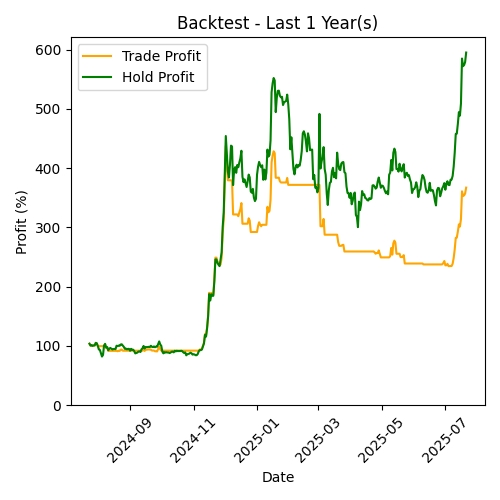 Backtest - Last 1 Year(s)
Trade Profit
Hold Profit
Profit (%)
600
500
400
300
200
100
0
2024-09
2024-11
2025-01
2025-03
2025-05
2025-07
Date